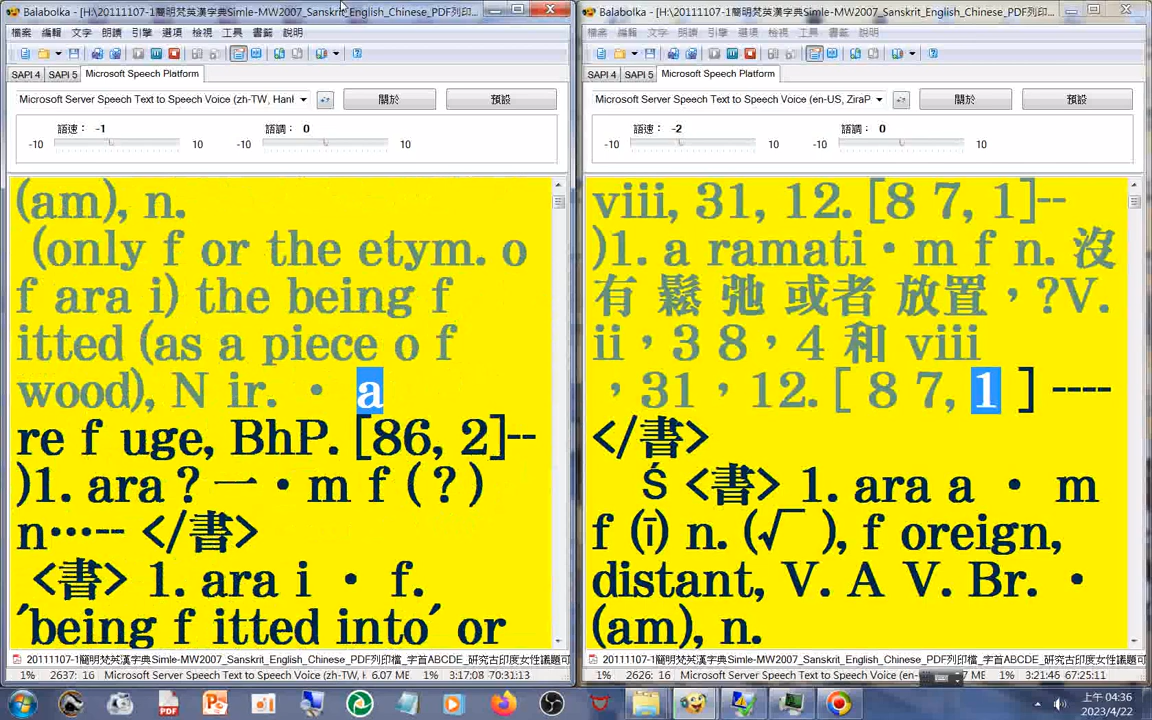 Balabolka - [H:\20111107-1簡明梵英漢字典Simle-MW2007_Sanskrit_English_Chinese_PDF列印...
檔案 編輯 文字 朗讀 引擎 選項 檢視 工具 書籤 說明
SAPI 4 SAPI 5 Microsoft Speech Platform
Microsoft Server Speech Text to Speech Voice (zh-TW, HanH
關於 預設
語速： -1 語調： 0
-10 10 -10 10
(am), n.
(only f or the etym. o
f ara i) the being f
itted (as a piece o f
wood), N ir. • a
re f uge, BhP. [86, 2]--
)1. ara？一・m f (？)
n…-- </書>
<書> 1. ara i • f.
´being f itted into´ or
20111107-1簡明梵英漢字典Simle-MW2007_Sanskrit_English_Chinese_PDF列印檔_字首ABCDE_研究古印度女性議題可
1% 2637: 16 Microsoft Server Speech Text to Speech Voice (zh-TW, H 6.07 MB 1% 3:17:08 ·70:31:13
Balabolka - [H:\20111107-1簡明梵英漢字典Simle-MW2007_Sanskrit_English_Chinese_PDF列印...
檔案 編輯 文字 朗讀 引擎 選項 檢視 工具 書籤 說明
SAPI 4 SAPI 5 Microsoft Speech Platform
Microsoft Server Speech Text to Speech Voice (en-US, ZiraP
關於 預設
語速： -2 語調： 0
-10 10 -10 10
viii, 31, 12. [8 7, 1]--
)1. a ramati・m f n. 沒
有 鬆 弛 或者 放置，?V.
ii，3 8，4 和 viii
，31，12. [ 8 7, 1 ] ----
</書>
Ś <書> 1. ara a • m
f (ī) n. (√ ), f oreign,
distant, V. A V. Br. •
(am), n.
20111107-1簡明梵英漢字典Simle-MW2007_Sanskrit_English_Chinese_PDF列印檔_字首ABCDE_研究古印度女性議題可
1% 2626: 16 Microsoft Server Speech Text to Speech Voice 1% 3:21:46 ·67:25:11
上午 04:36
2023/4/22